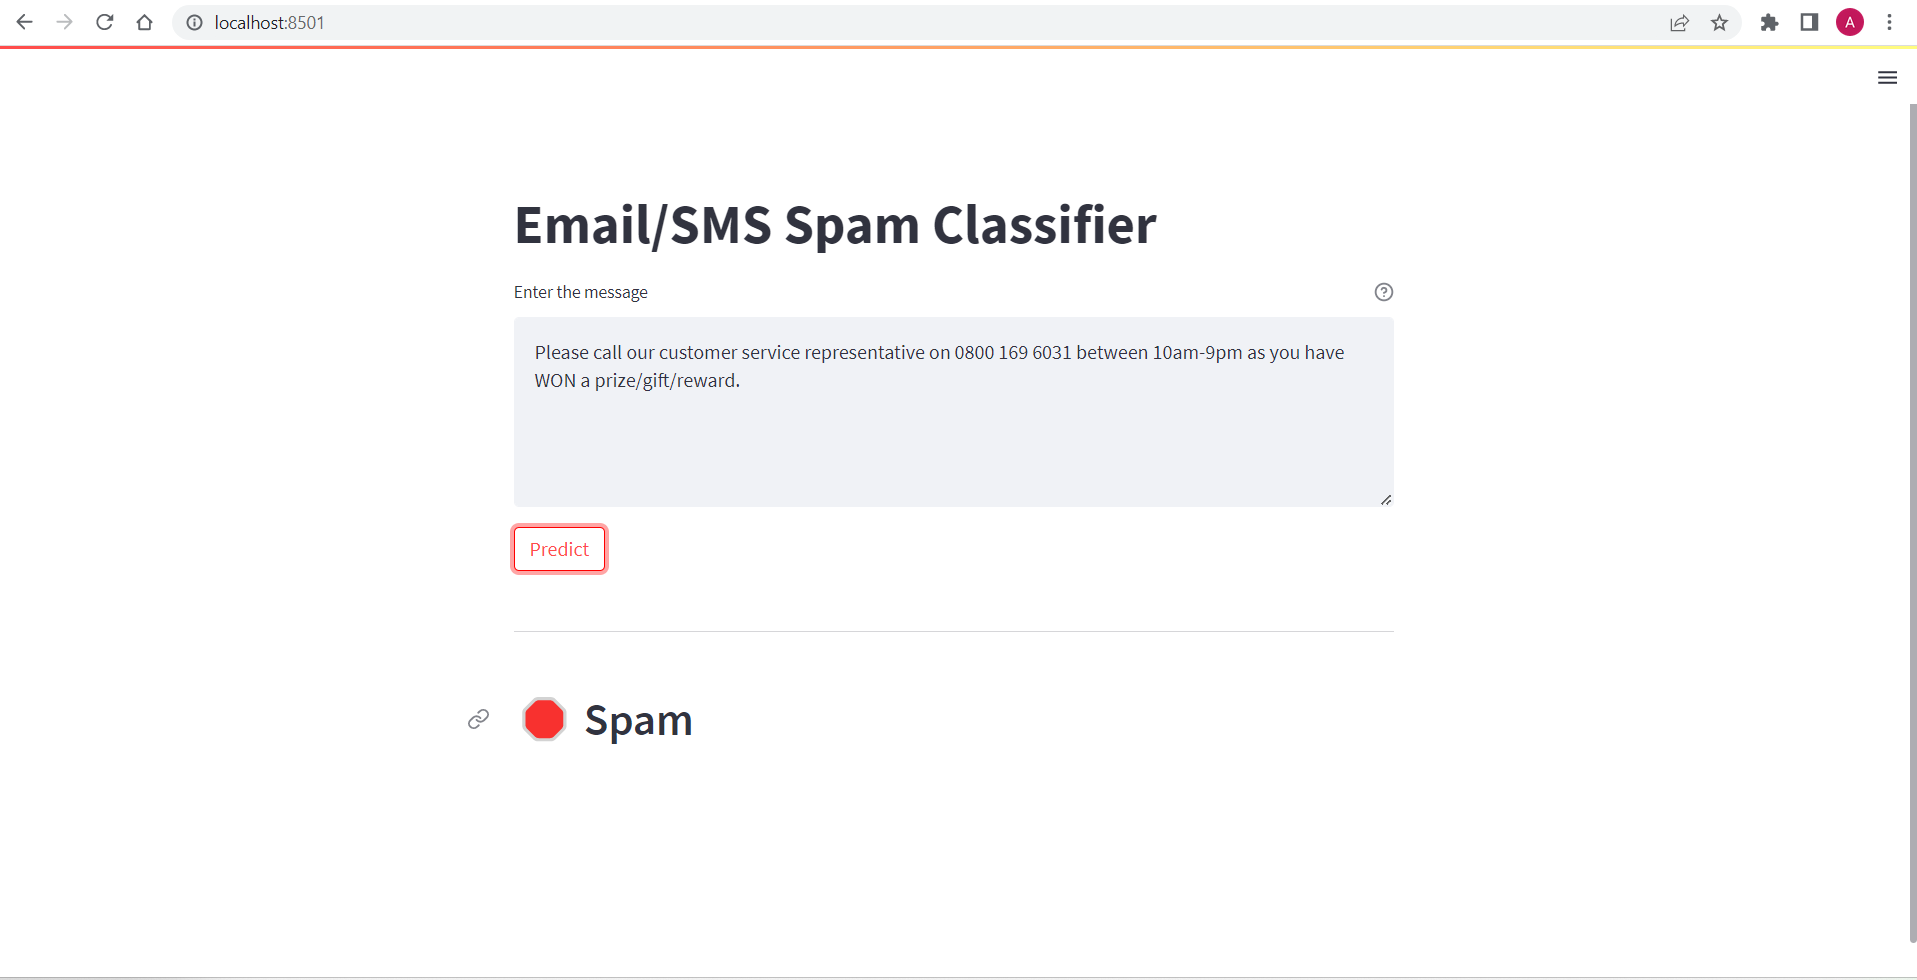 localhost:8501
A
Email/SMS Spam Classifier
Enter the message
Please call our customer service representative on 0800 169 6031 between 10am-9pm as you have
WON a prize/gift/reward.
Predict
Spam